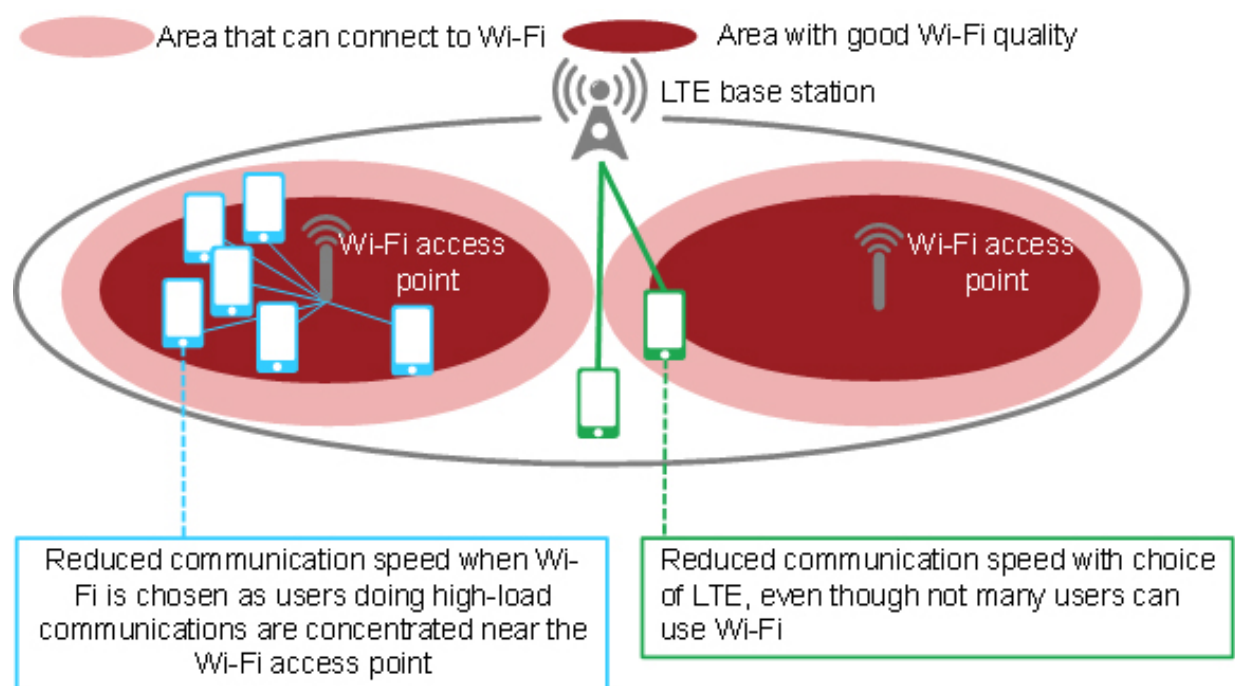 Area that can connect to Wi-Fi
Area with good Wi-Fi quality
LTE base station
Wi-Fi access
point
Wi-Fi access
point
Reduced communication speed when Wi-
Fi is chosen as users doing high-load
communications are concentrated near the
Wi-Fi access point
Reduced communication speed with choice
of LTE, even though not many users can
use Wi-Fi